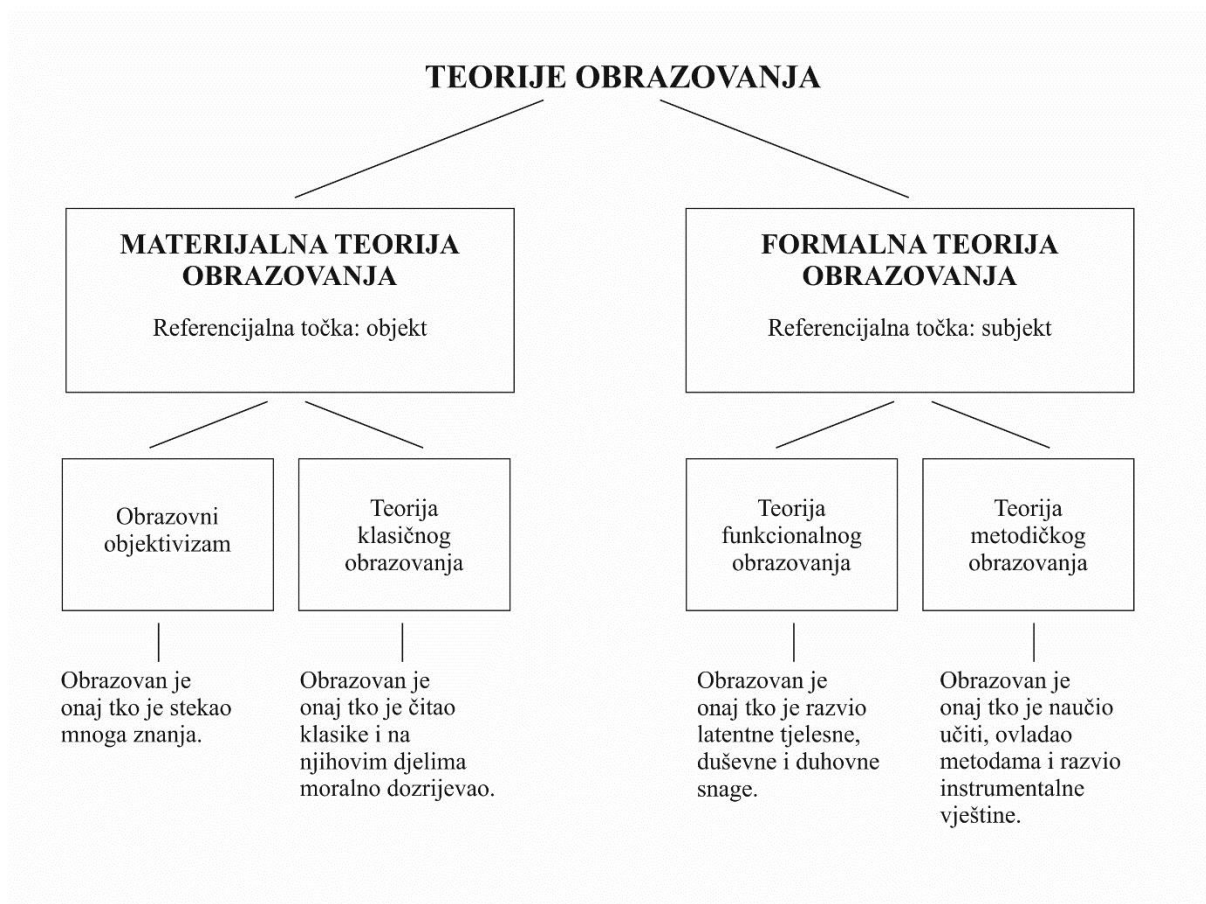 TEORIJE OBRAZOVANJA
MATERIJALNA TEORIJA
OBRAZOVANJA
Referencijalna točka: objekt
FORMALNA TEORIJA
OBRAZOVANJA
Referencijalna točka: subjekt
Obrazovni
objektivizam
Teorija
klasičnog
obrazovanja
Teorija
funkcionalnog
obrazovanja
Teorija
metodičkog
obrazovanja
Obrazovan je
onaj tko je stekao
mnoga znanja.
Obrazovan je
onaj tko je čitao
klasike i na
njihovim djelima
moralno dozrijevao.
Obrazovan je
onaj tko je razvio
latentne tjelesne,
duševne i duhovne
snage.
Obrazovan je
onaj tko je naučio
učiti, ovladao
metodama i razvio
instrumentalne
vještine.